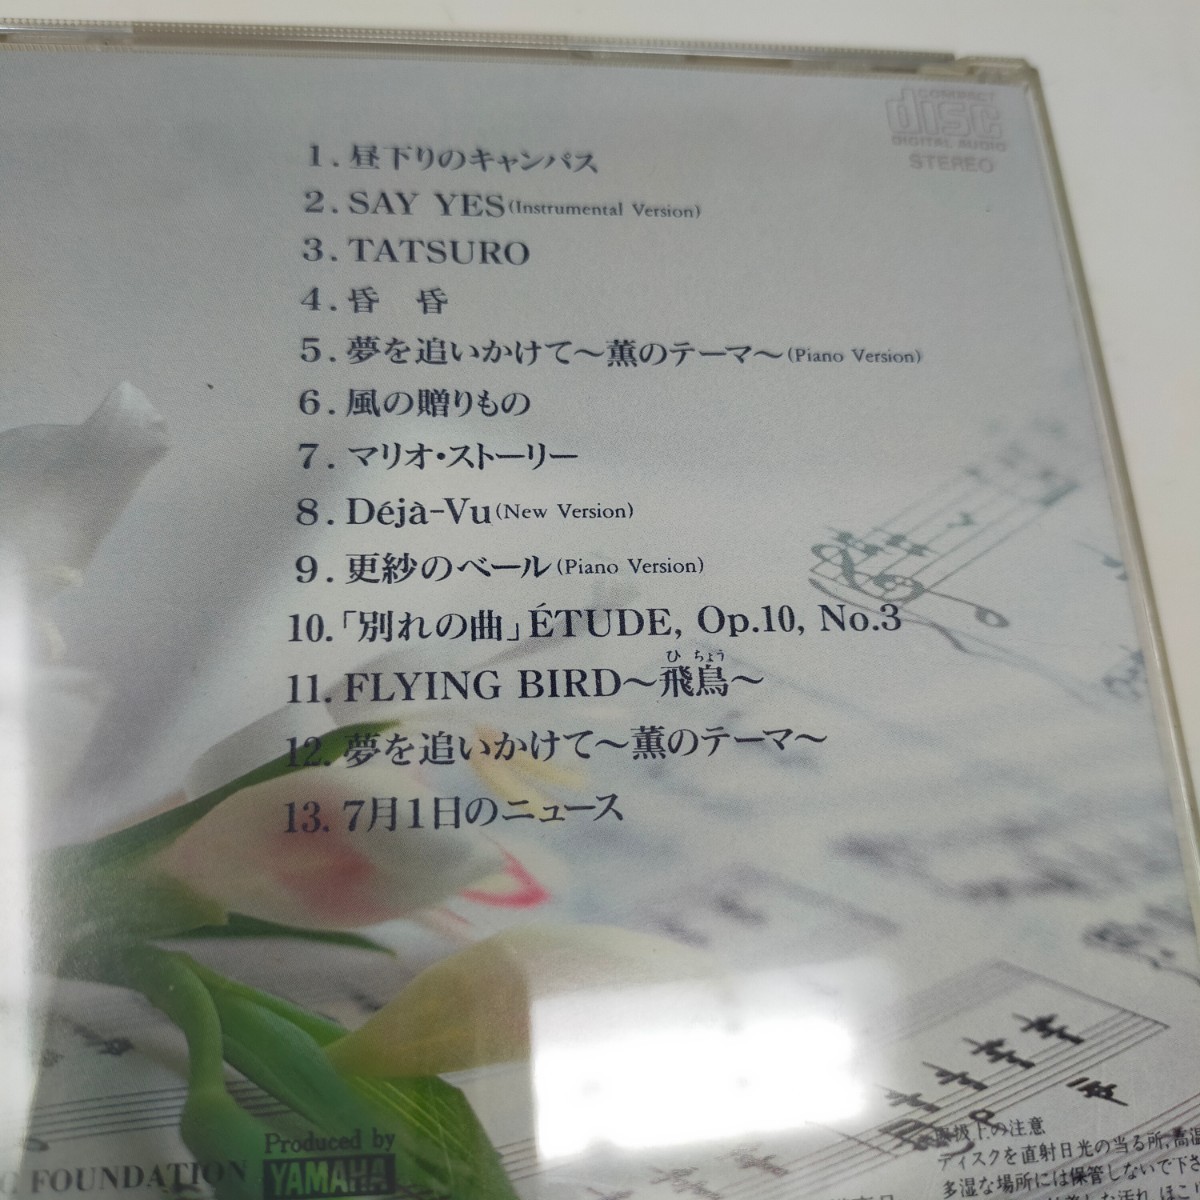 COMPACT
disc
DIGITAL AUDIO
STEREO
1. 昼下りのキャンパス
2. SAY YES (Instrumental Version)
3. TATSURO
4. 昏 昏
5. 夢を追いかけて〜薫のテーマ〜 (Piano Version)
6. 風の贈りもの
7. マリオ・ストーリー
8. Déjà-Vu (New Version)
9. 更紗のベール (Piano Version)
10. 「別れの曲」ÉTUDE, Op.10, No.3
ひ ちょう
11. FLYING BIRD〜飛鳥〜
12. 夢を追いかけて〜薫のテーマ〜
13. 7月1日のニュース
Produced by
FOUNDATION YAMAHA
扱上の注意
ディスクを直射日光の当る所,高温
多湿な場所には保管しないで下さ